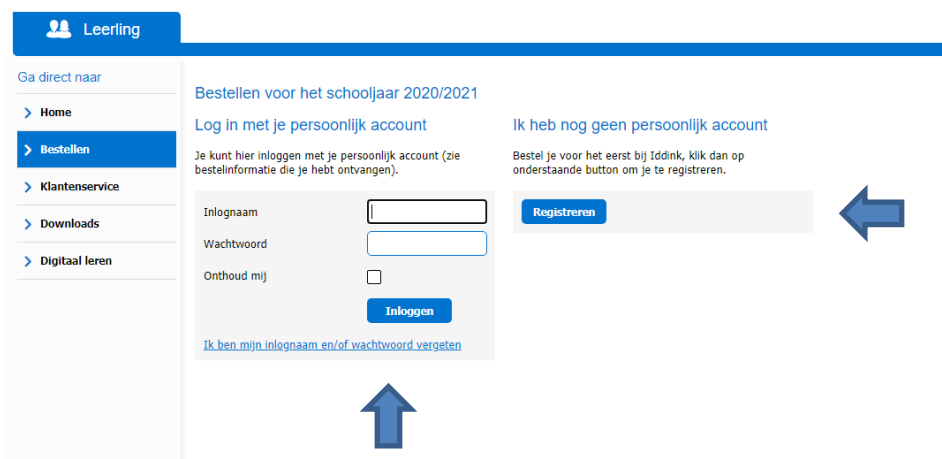 Leerling
Ga direct naar
Home
Bestellen
Klantenservice
Downloads
Digitaal leren
Bestellen voor het schooljaar 2020/2021
Log in met je persoonlijk account
Je kunt hier inloggen met je persoonlijk account (zie
bestelinformatie die je hebt ontvangen).
Inlognaam
Wachtwoord
Onthoud mij
Inloggen
Ik ben mijn inlognaam en/of wachtwoord vergeten
Ik heb nog geen persoonlijk account
Bestel je voor het eerst bij Iddink, klik dan op
onderstaande button om je te registreren.
Registreren